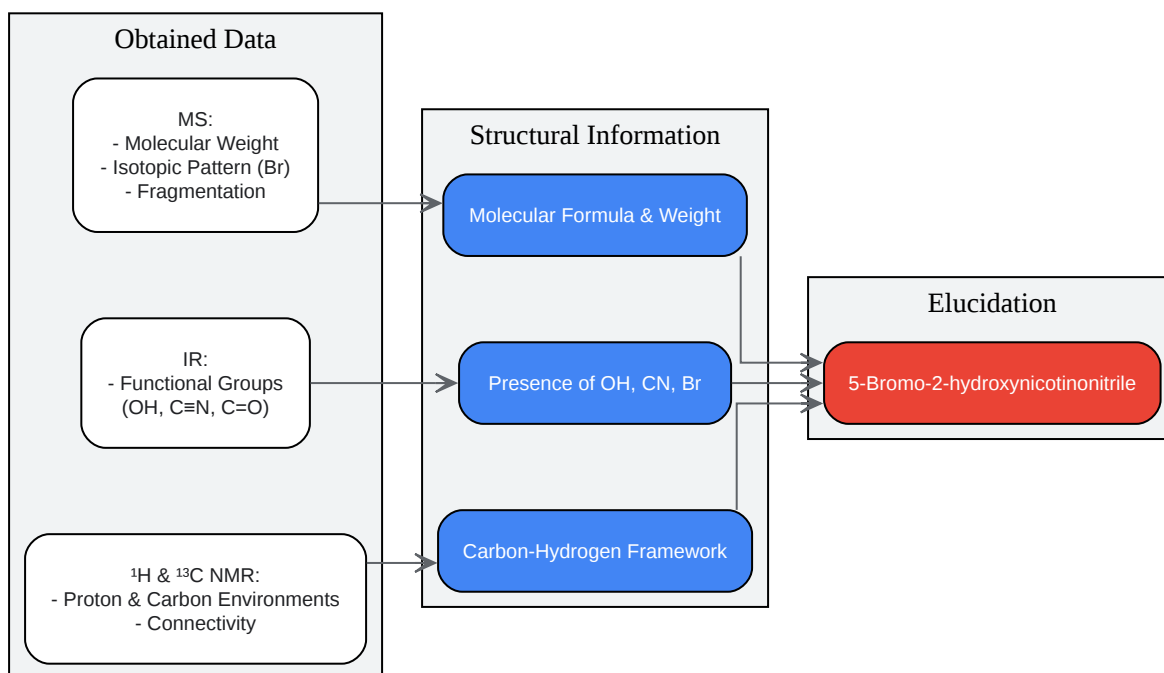 Obtained Data
MS:
- Molecular Weight
- Isotopic Pattern (Br)
- Fragmentation
IR:
- Functional Groups
(OH, C≡N, C=O)
¹H & ¹³C NMR:
- Proton & Carbon Environments
- Connectivity
Structural Information
Molecular Formula & Weight
Presence of OH, CN, Br
Carbon-Hydrogen Framework
Elucidation
5-Bromo-2-hydroxynicotinonitrile